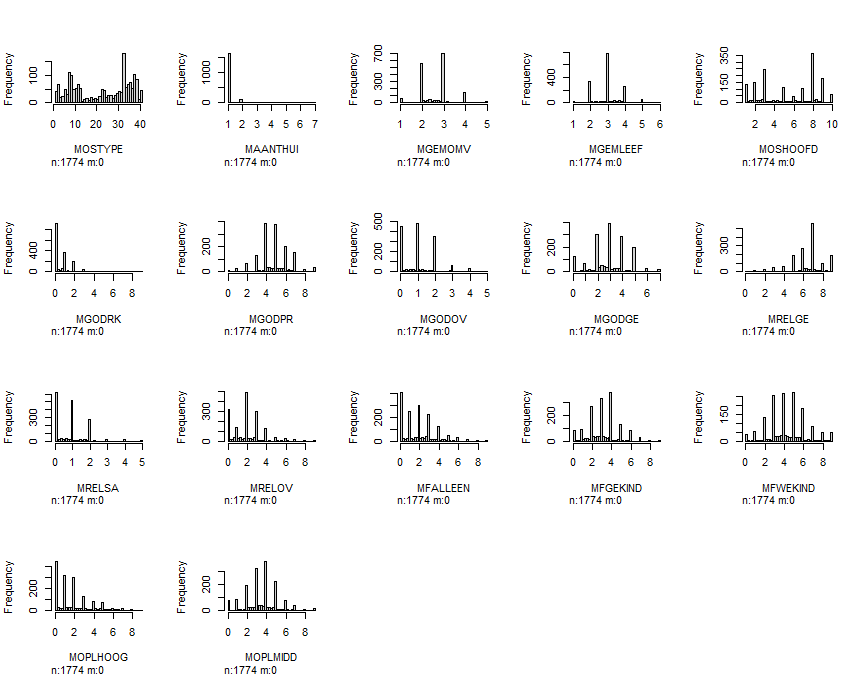 Frequency
0 100
0 10 20 30 40
MOSTYPE
n:1774 m:0
Frequency
0 1000
1 2 3 4 5 6 7
MAANTHUI
n:1774 m:0
Frequency
0 300 700
1 2 3 4 5
MGEMOMV
n:1774 m:0
Frequency
0 400
1 2 3 4 5 6
MGEMLEEF
n:1774 m:0
Frequency
0 150 350
2 4 6 8 10
MOSHOOFD
n:1774 m:0
Frequency
0 400
0 2 4 6 8
MGODRK
n:1774 m:0
Frequency
0 200
0 2 4 6 8
MGODPR
n:1774 m:0
Frequency
0 200 500
0 1 2 3 4 5
MGODOV
n:1774 m:0
Frequency
0 200
0 2 4 6
MGODGE
n:1774 m:0
Frequency
0 300
0 2 4 6 8
MRELGE
n:1774 m:0
Frequency
0 300
0 1 2 3 4 5
MRELSA
n:1774 m:0
Frequency
0 300
0 2 4 6 8
MRELOV
n:1774 m:0
Frequency
0 200
0 2 4 6 8
MFALLEEN
n:1774 m:0
Frequency
0 200
0 2 4 6 8
MFGEKIND
n:1774 m:0
Frequency
0 150
0 2 4 6 8
MFWEKIND
n:1774 m:0
Frequency
0 200
0 2 4 6 8
MOPLHOOG
n:1774 m:0
Frequency
0 200
0 2 4 6 8
MOPLMIDD
n:1774 m:0